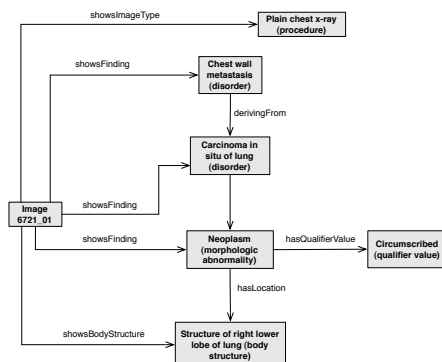 showsImageType
Plain chest x-ray
(procedure)
showsFinding
Chest wall
metastasis
(disorder)
derivingFrom
Carcinoma in
situ of lung
(disorder)
Image
6721_01
showsFinding
showsFinding
Neoplasm
(morphologic
abnormality)
hasQualifierValue
Circumscribed
(qualifier value)
hasLocation
showsBodyStructure
Structure of right lower
lobe of lung (body
structure)